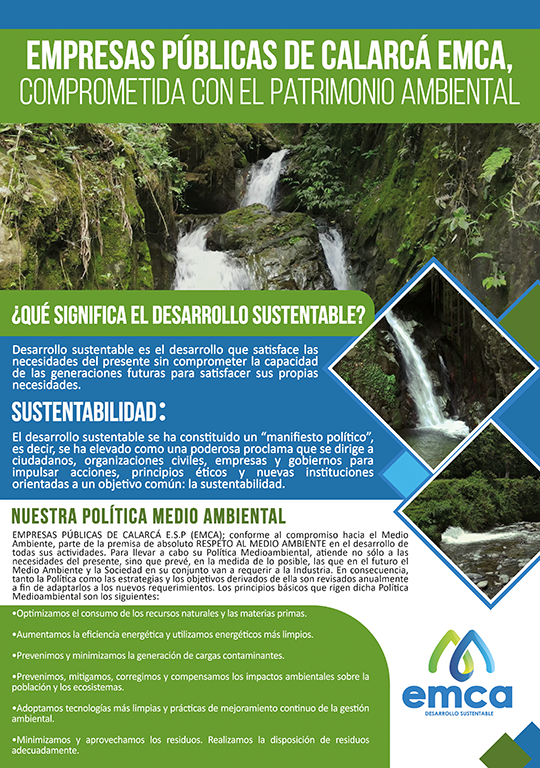 EMPRESAS PÚBLICAS DE CALARCÁ EMCA,
COMPROMETIDA CON EL PATRIMONIO AMBIENTAL
¿QUÉ SIGNIFICA EL DESARROLLO SUSTENTABLE?
Desarrollo sustentable es el desarrollo que satisface las
necesidades del presente sin comprometer la capacidad
de las generaciones futuras para satisfacer sus propias
necesidades.
SUSTENTABILIDAD:
El desarrollo sustentable se ha constituido un “manifiesto político”,
es decir, se ha elevado como una poderosa proclama que se dirige a
ciudadanos, organizaciones civiles, empresas y gobiernos para
impulsar acciones, principios éticos y nuevas instituciones
orientadas a un objetivo común: la sustentabilidad.
NUESTRA POLÍTICA MEDIO AMBIENTAL
EMPRESAS PÚBLICAS DE CALARCÁ E.S.P (EMCA); conforme al compromiso hacia el Medio
Ambiente, parte de la premisa de absoluto RESPETO AL MEDIO AMBIENTE en el desarrollo de
todas sus actividades. Para llevar a cabo su Política Medioambiental, atiende no sólo a las
necesidades del presente, sino que prevé, en la medida de lo posible, las que en el futuro el
Medio Ambiente y la Sociedad en su conjunto van a requerir a la Industria. En consecuencia,
tanto la Política como las estrategias y los objetivos derivados de ella son revisados anualmente
a fin de adaptarlos a los nuevos requerimientos. Los principios básicos que rigen dicha Política
Medioambiental son los siguientes:
•Optimizamos el consumo de los recursos naturales y las materias primas.
•Aumentamos la eficiencia energética y utilizamos energéticos más limpios.
•Prevenimos y minimizamos la generación de cargas contaminantes.
•Prevenimos, mitigamos, corregimos y compensamos los impactos ambientales sobre la
población y los ecosistemas.
•Adoptamos tecnologías más limpias y prácticas de mejoramiento continuo de la gestión
ambiental.
•Minimizamos y aprovechamos los residuos. Realizamos la disposición de residuos
adecuadamente.
emca
DESARROLLO SUSTENTABLE